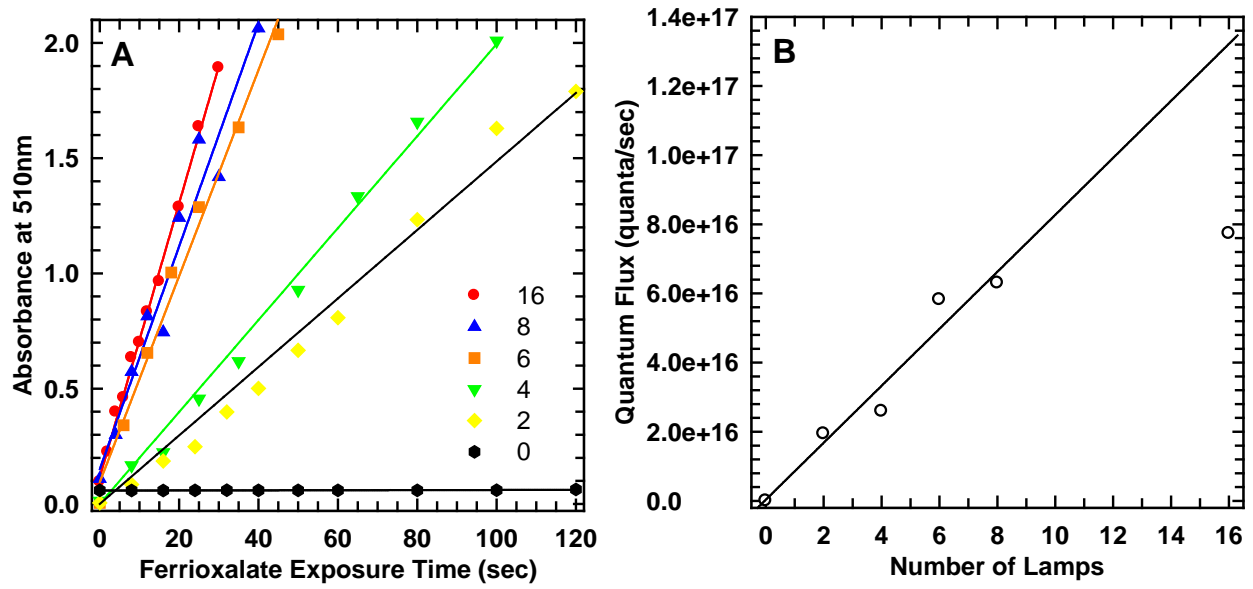 A
Absorbance at 510nm
2.0
1.5
1.0
0.5
0.0
16
8
6
4
2
0
0 20 40 60 80 100 120
Ferrioxalate Exposure Time (sec)
B
Quantum Flux (quanta/sec)
1.4e+17
1.2e+17
1.0e+17
8.0e+16
6.0e+16
4.0e+16
2.0e+16
0.0
0 2 4 6 8 10 12 14 16
Number of Lamps